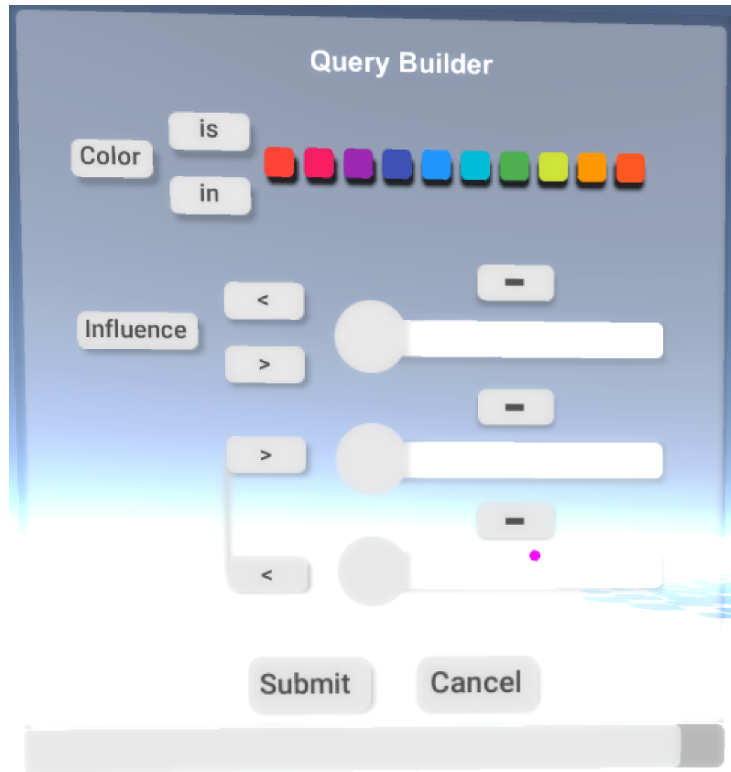 Query Builder
is
Color
in
-
<
Influence
>
-
>
-
<
Submit
Cancel